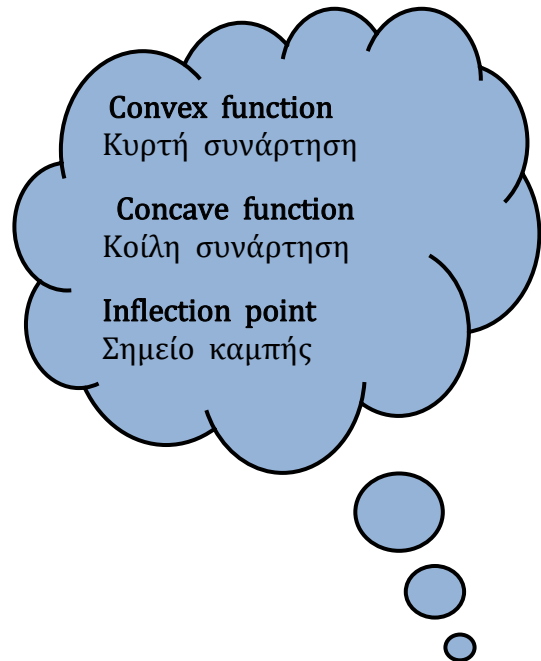 Convex function
Κυρτή συνάρτηση
Concave function
Κοίλη συνάρτηση
Inflection point
Σημείο καμπής